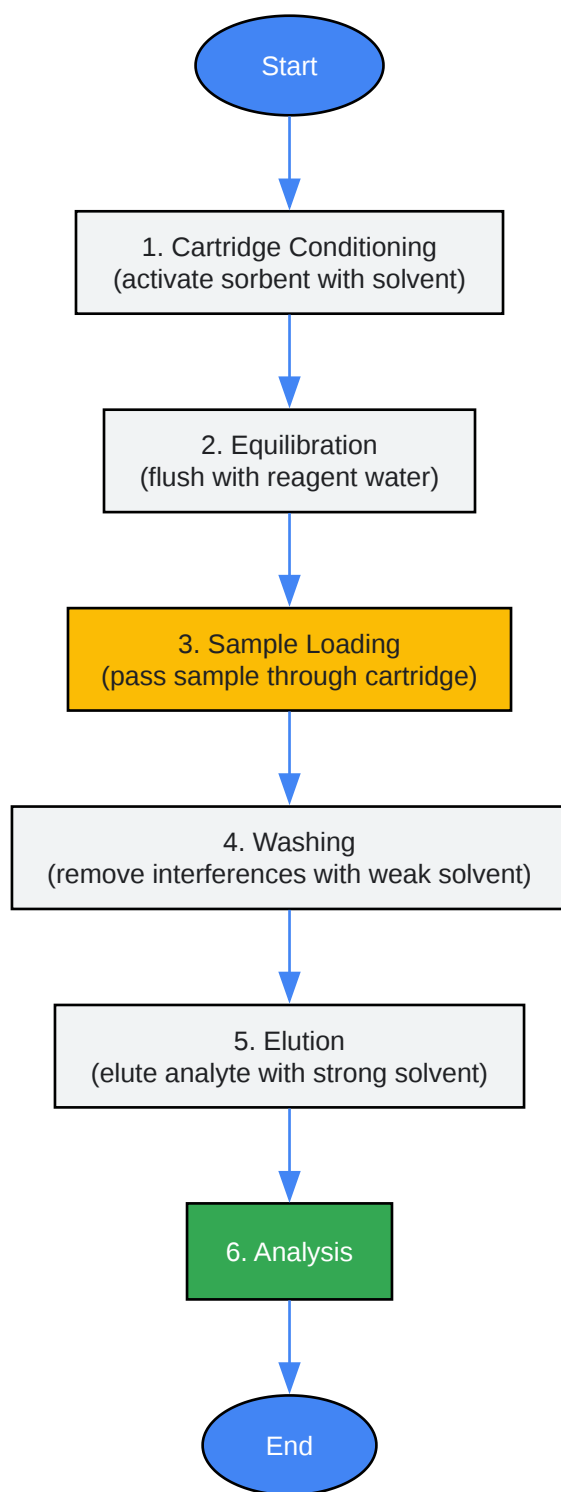 Start
1. Cartridge Conditioning
(activate sorbent with solvent)
2. Equilibration
(flush with reagent water)
3. Sample Loading
(pass sample through cartridge)
4. Washing
(remove interferences with weak solvent)
5. Elution
(elute analyte with strong solvent)
6. Analysis
End